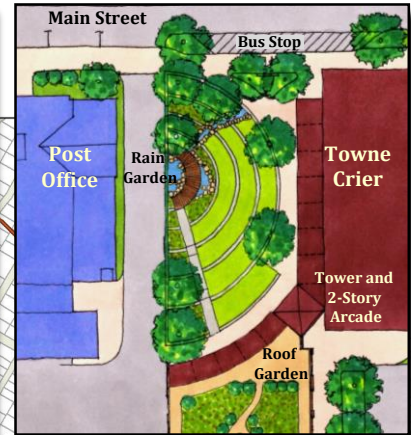 Main Street
Bus Stop
Post
Office
Rain
Garden
Towne
Crier
Tower and
2-Story
Arcade
Roof
Garden